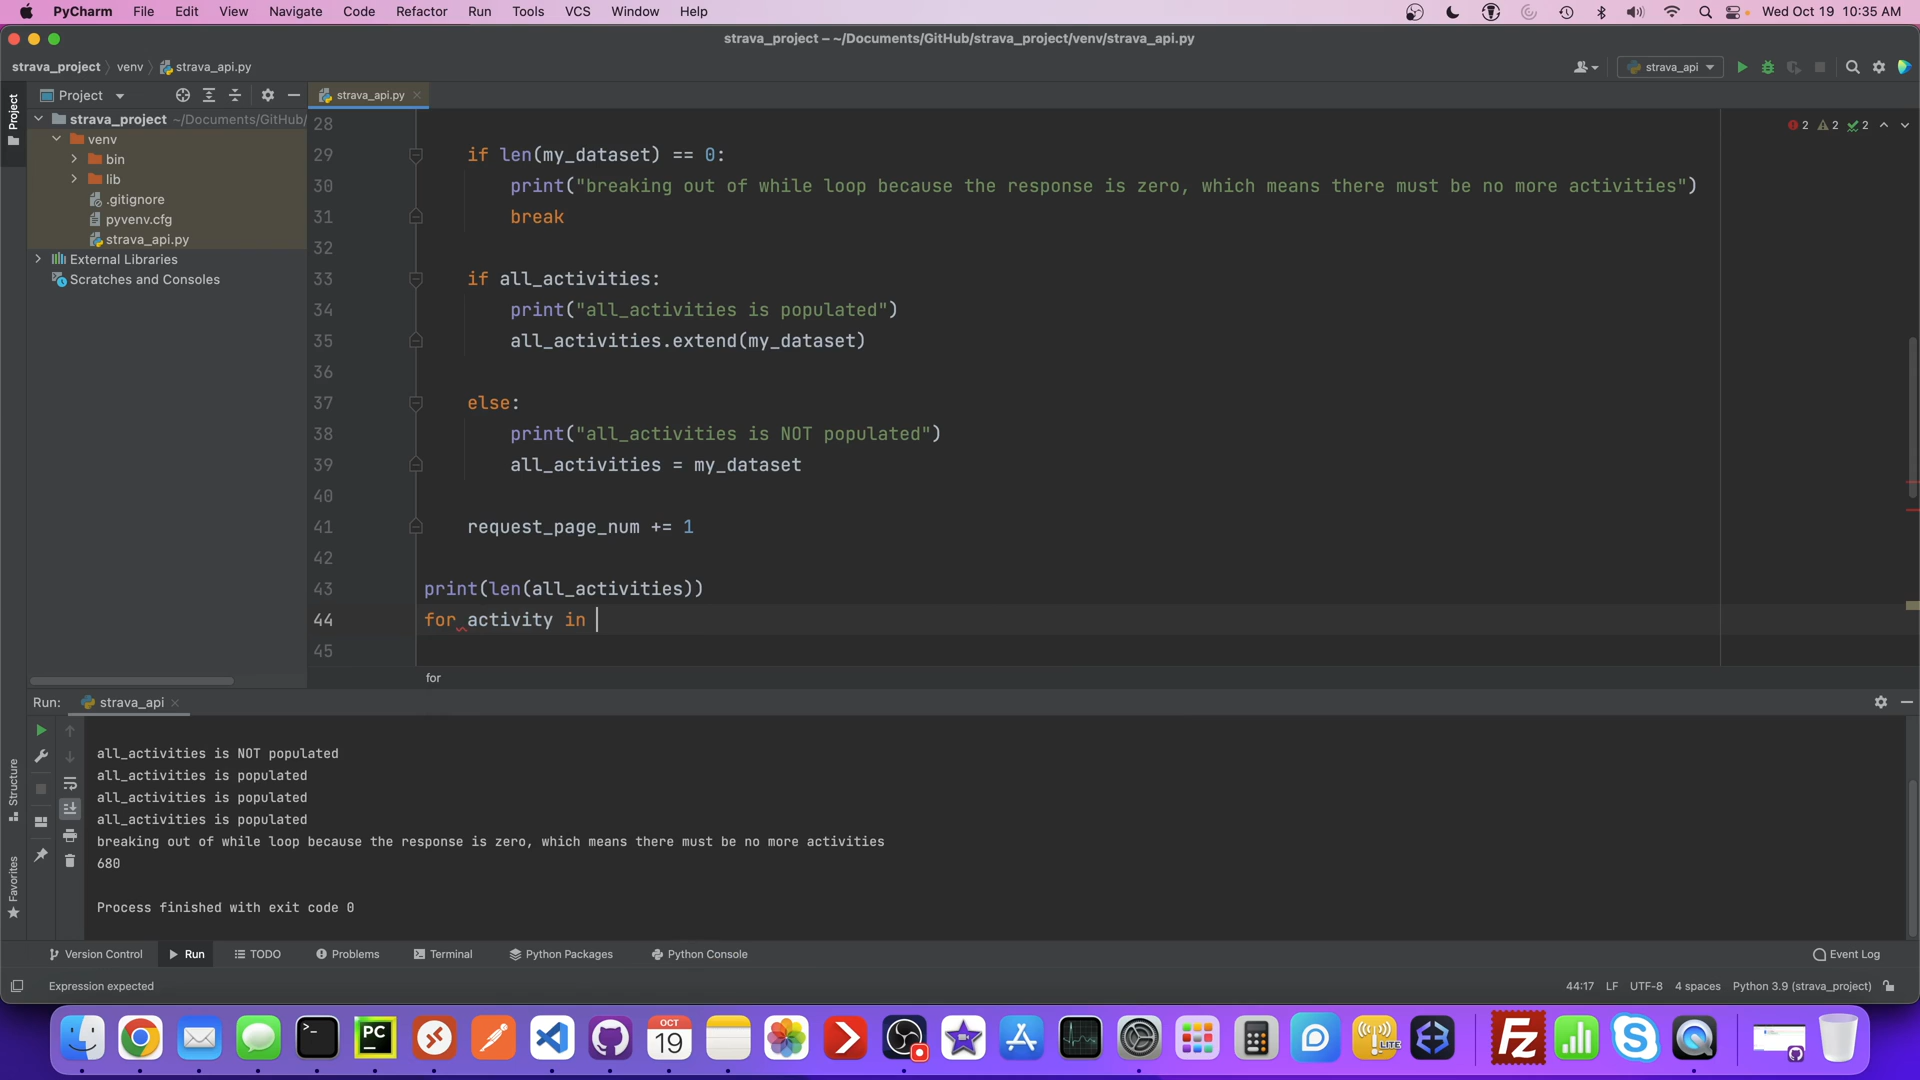 PyCharm File Edit View Navigate Code Refactor Run Tools VCS Window Help Wed Oct 19 10:35 AM
strava_project – ~/Documents/GitHub/strava_project/venv/strava_api.py
strava_project venv strava_api.py strava_api
Project strava_api.py
Project
strava_project ~/Documents/GitHub/
venv
bin
lib
.gitignore
pyvenv.cfg
strava_api.py
External Libraries
Scratches and Consoles
2 2 2
28
29 if len(my_dataset) == 0:
30 print("breaking out of while loop because the response is zero, which means there must be no more activities")
31 break
32
33 if all_activities:
34 print("all_activities is populated")
35 all_activities.extend(my_dataset)
36
37 else:
38 print("all_activities is NOT populated")
39 all_activities = my_dataset
40
41 request_page_num += 1
42
43 print(len(all_activities))
44 for activity in
45
for
Run: strava_api
all_activities is NOT populated
all_activities is populated
all_activities is populated
all_activities is populated
breaking out of while loop because the response is zero, which means there must be no more activities
680
Process finished with exit code 0
Structure
Favorites
Version Control Run TODO Problems Terminal Python Packages Python Console Event Log
Expression expected 44:17 LF UTF-8 4 spaces Python 3.9 (strava_project)
OCT
19
PC
LITE
Fz